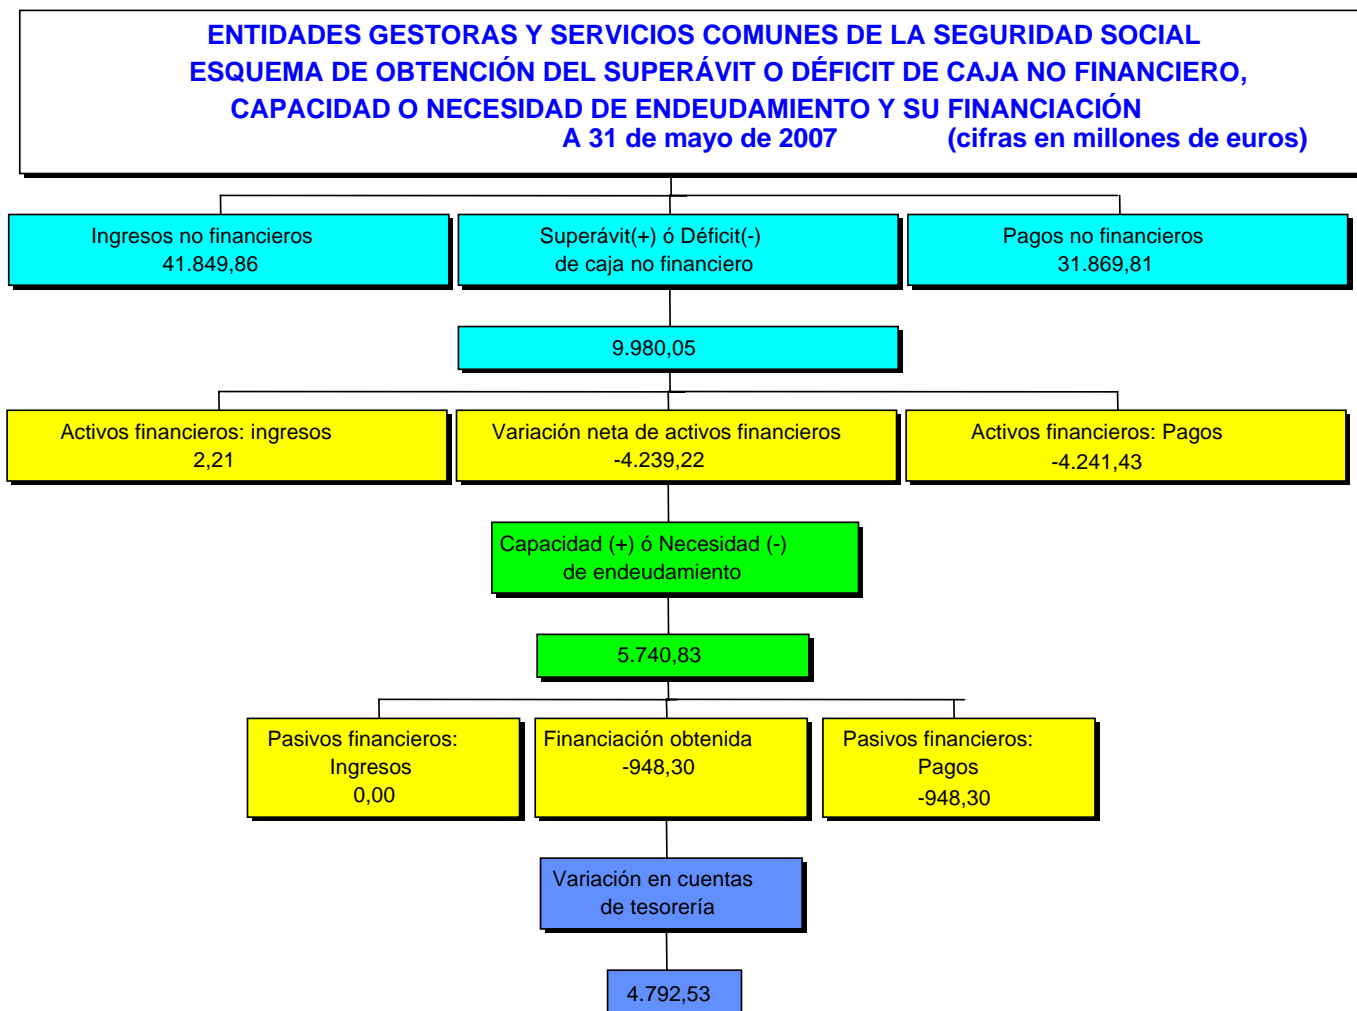 ENTIDADES GESTORAS Y SERVICIOS COMUNES DE LA SEGURIDAD SOCIAL
ESQUEMA DE OBTENCIÓN DEL SUPERÁVIT O DÉFICIT DE CAJA NO FINANCIERO,
CAPACIDAD O NECESIDAD DE ENDEUDAMIENTO Y SU FINANCIACIÓN
A 31 de mayo de 2007 (cifras en millones de euros)
Ingresos no financieros
41.849,86
Superávit(+) ó Déficit(-)
de caja no financiero
Pagos no financieros
31.869,81
9.980,05
Activos financieros: ingresos
2,21
Variación neta de activos financieros
-4.239,22
Activos financieros: Pagos
-4.241,43
Capacidad (+) ó Necesidad (-)
de endeudamiento
5.740,83
Pasivos financieros:
Ingresos
0,00
Financiación obtenida
-948,30
Pasivos financieros:
Pagos
-948,30
Variación en cuentas
de tesorería
4.792,53